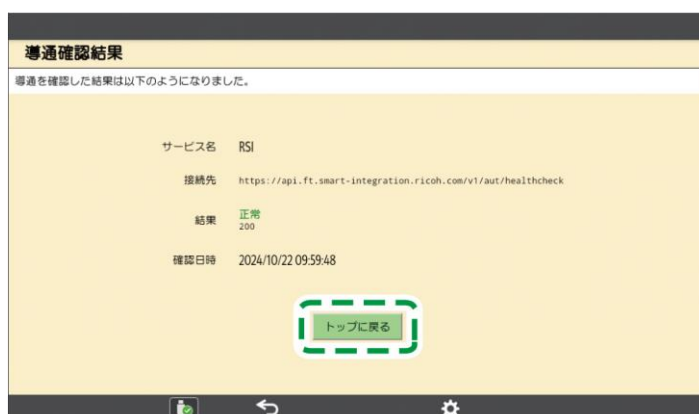 導通確認結果
導通を確認した結果は以下のようになりました。
サービス名 RSI
接続先 https://api.ft.smart-integration.ricoh.com/v1/aut/healthcheck
結果 正常
200
確認日時 2024/10/22 09:59:48
トップに戻る